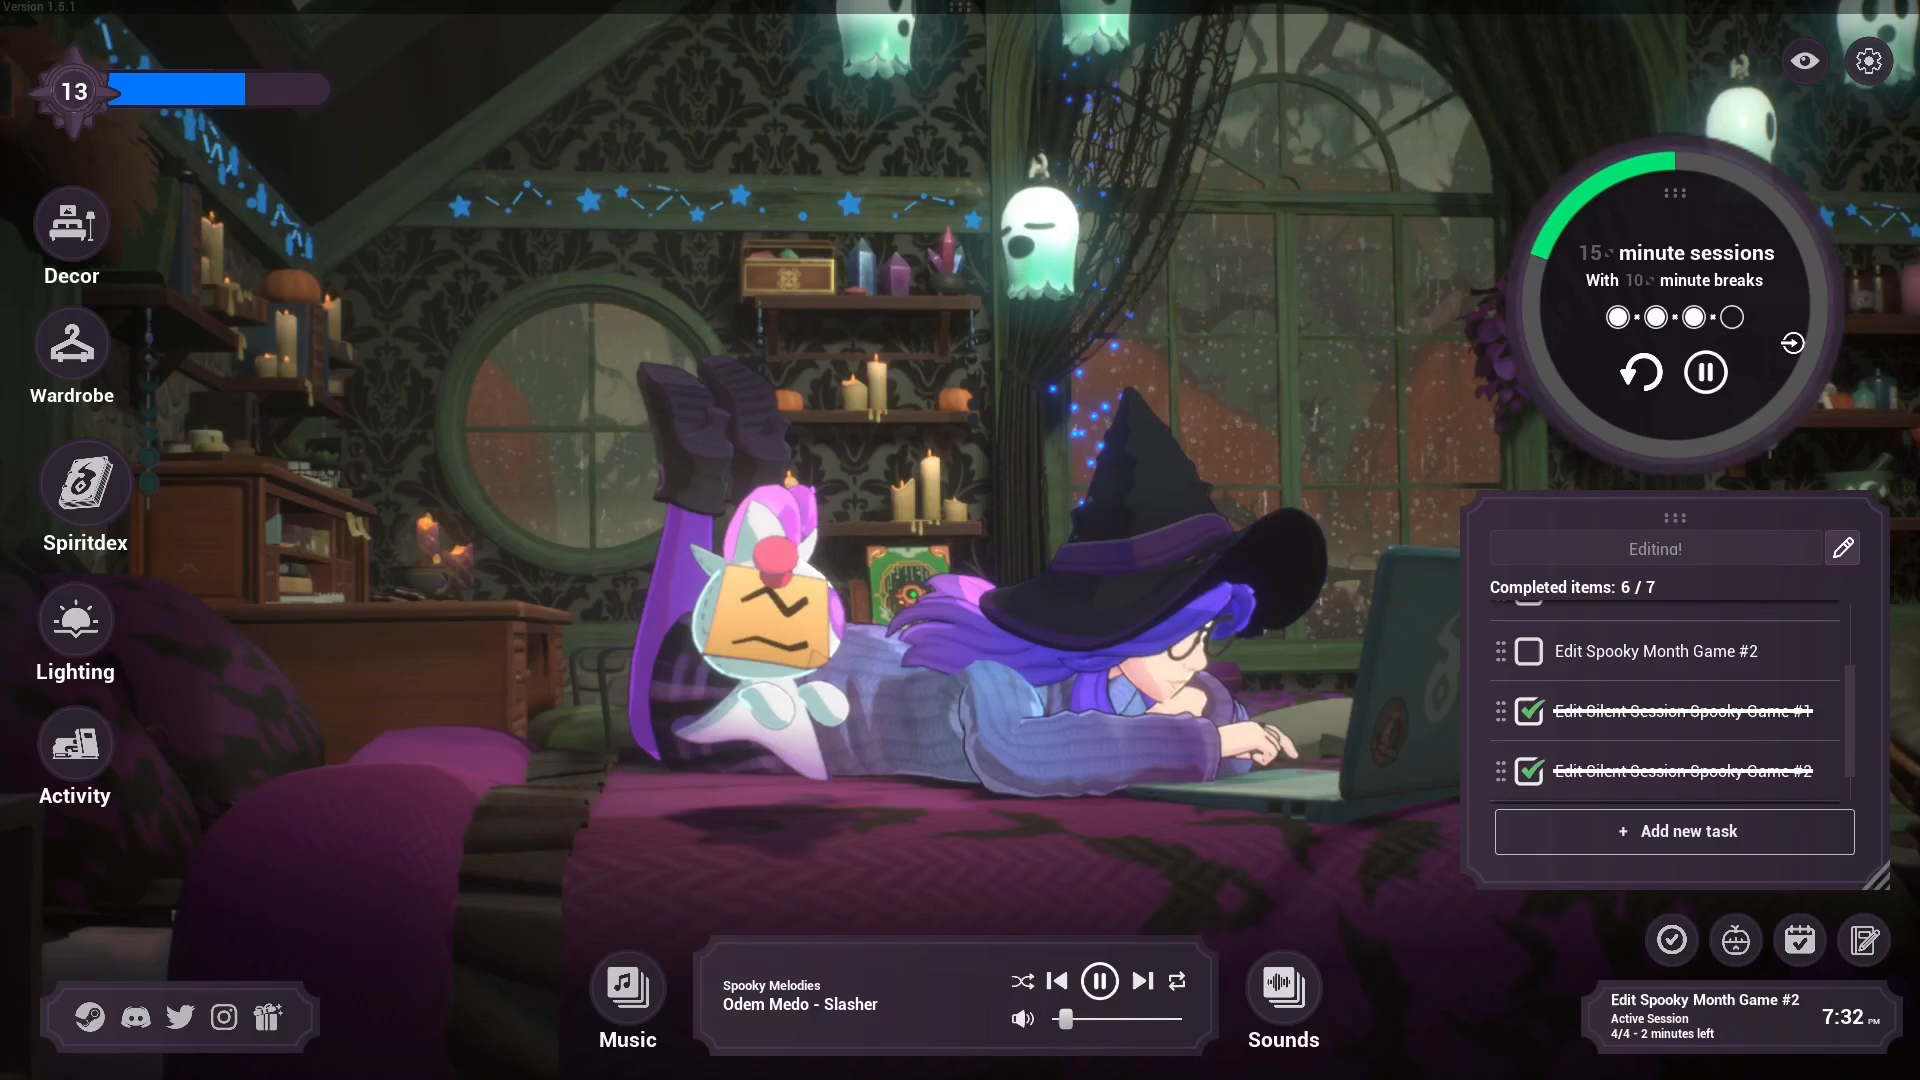 Version 1.5.1
13
Decor
Wardrobe
Spiritdex
Lighting
Activity
15 minute sessions
With 10 minute breaks
Editing!
Completed items: 6 / 7
Edit Spooky Month Game #2
Edit Silent Session Spooky Game #1
Edit Silent Session Spooky Game #2
+ Add new task
Music
Spooky Melodies
Odem Medo - Slasher
Sounds
Edit Spooky Month Game #2
Active Session
4/4 - 2 minutes left
7:32 PM